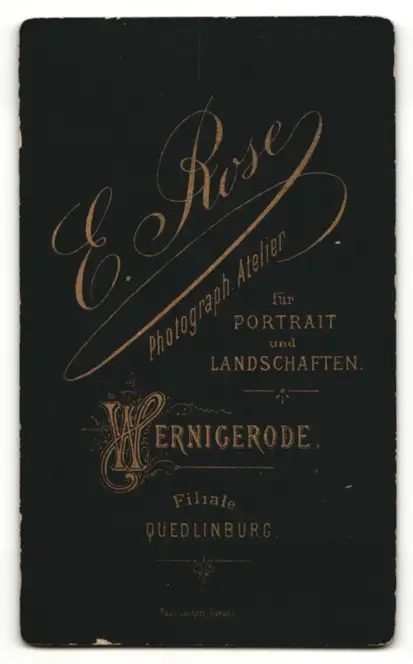 E. Rose
Photograph. Atelier
für
PORTRAIT
und
LANDSCHAFTEN.
WERNIGERODE.
Filiale
QUEDLINBURG.